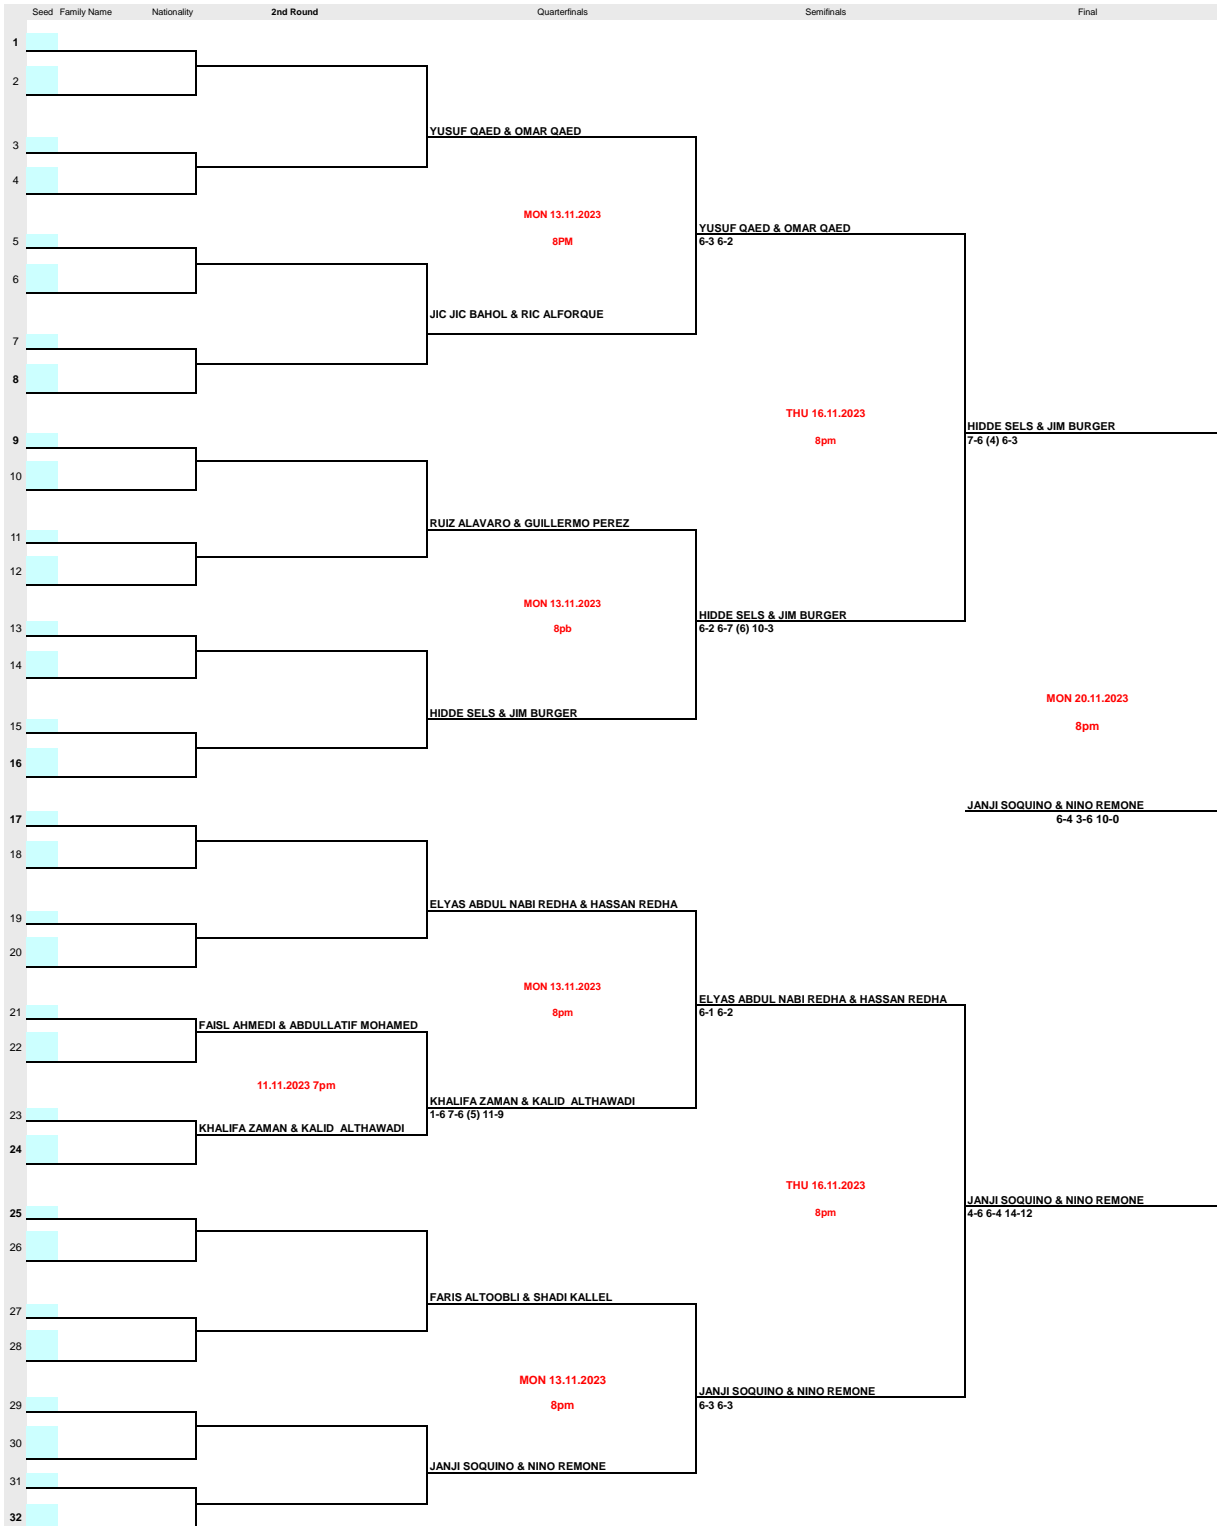 Seed Family Name Nationality 2nd Round Quarterfinals Semifinals Final
1
2
YUSUF QAED & OMAR QAED
3
4
MON 13.11.2023
YUSUF QAED & OMAR QAED
5 8PM 6-3 6-2
6
JIC JIC BAHOL & RIC ALFORQUE
7
8
THU 16.11.2023
HIDDE SELS & JIM BURGER
9 8pm 7-6 (4) 6-3
10
RUIZ ALAVARO & GUILLERMO PEREZ
11
12
MON 13.11.2023
HIDDE SELS & JIM BURGER
13 8pb 6-2 6-7 (6) 10-3
14
MON 20.11.2023
HIDDE SELS & JIM BURGER
15 8pm
16
JANJI SOQUINO & NINO REMONE
17 6-4 3-6 10-0
18
ELYAS ABDUL NABI REDHA & HASSAN REDHA
19
20
MON 13.11.2023
ELYAS ABDUL NABI REDHA & HASSAN REDHA
21 8pm 6-1 6-2
FAISL AHMEDI & ABDULLATIF MOHAMED
22
11.11.2023 7pm
KHALIFA ZAMAN & KALID ALTHAWADI
23 1-6 7-6 (5) 11-9
KHALIFA ZAMAN & KALID ALTHAWADI
24
THU 16.11.2023
JANJI SOQUINO & NINO REMONE
25 8pm 4-6 6-4 14-12
26
FARIS ALTOOBLI & SHADI KALLEL
27
28
MON 13.11.2023
JANJI SOQUINO & NINO REMONE
29 8pm 6-3 6-3
30
JANJI SOQUINO & NINO REMONE
31
32